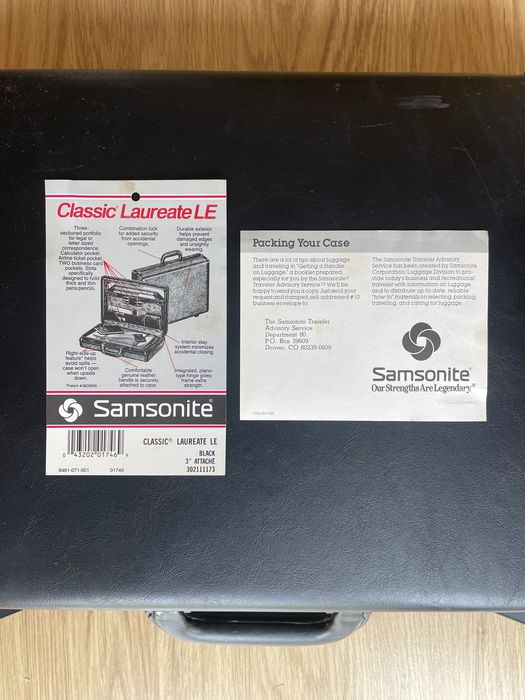 Classic® Laureate LE
Three-
sectioned portfolio
for legal or
letter sized
correspondence.
Calculator pocket.
Airline ticket pocket.
TWO business card
pockets. Slots
specifically
designed to hold
thick and thin
pens/pencils.
Combination lock
for added security
from accidental
openings.
Durable exterior
helps prevent
damaged edges
and unsightly
wearing.
Interior stay
system minimizes
accidental closing.
"Right-side-up
feature" helps
avoid spills —
case won't open
when upside
down.
Comfortable
genuine leather
handle is securely
attached to case.
Integrated, piano-
type hinge gives
frame extra
strength.
Samsonite®
0 43202 01746 9
9461-071-001 01746
CLASSIC® LAUREATE LE
BLACK
3" ATTACHÉ
302111173
Packing Your Case
There are a lot of tips about luggage
and traveling in "Getting a Handle
on Luggage," a booklet prepared
especially for you by the Samsonite®
Traveler Advisory Service.℠ We'll be
happy to send you a copy. Just send your
request and stamped, self-addressed #10
business envelope to:
The Samsonite Traveler
Advisory Service
Department 80
P.O. Box 39609
Denver, CO 80239-0609
The Samsonite Traveler Advisory
Service has been created by Samsonite
Corporation/Luggage Division to pro-
vide today's business and recreational
traveler with information on luggage,
and to distribute up-to-date, reliable
"how-to" materials on selecting, packing,
traveling, and caring for luggage.
Samsonite®
Our Strengths Are Legendary.®